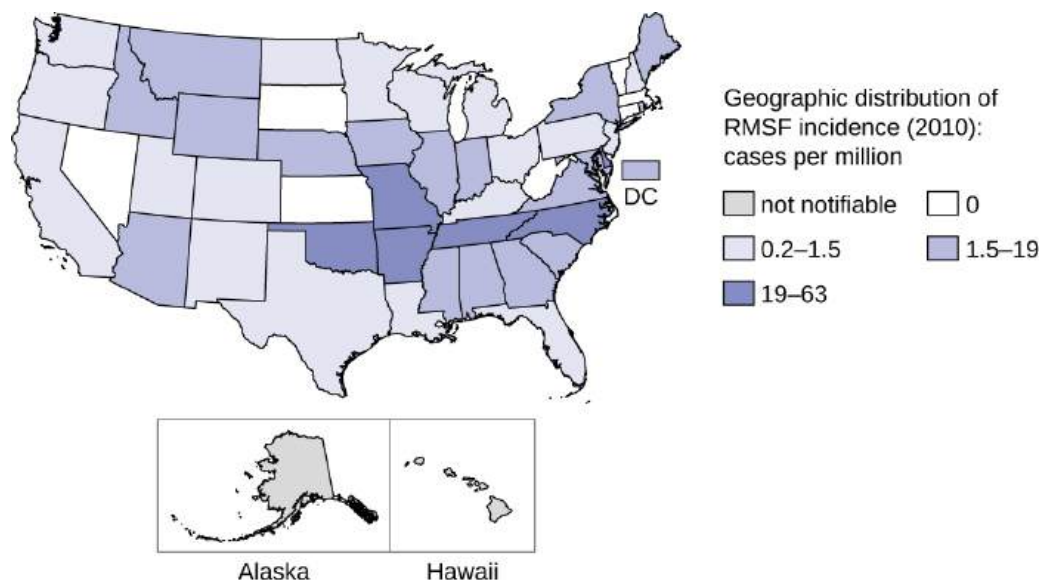 Geographic distribution of
RMSF incidence (2010):
cases per million
not notifiable
0
0.2–1.5
1.5–19
19–63
DC
Alaska
Hawaii